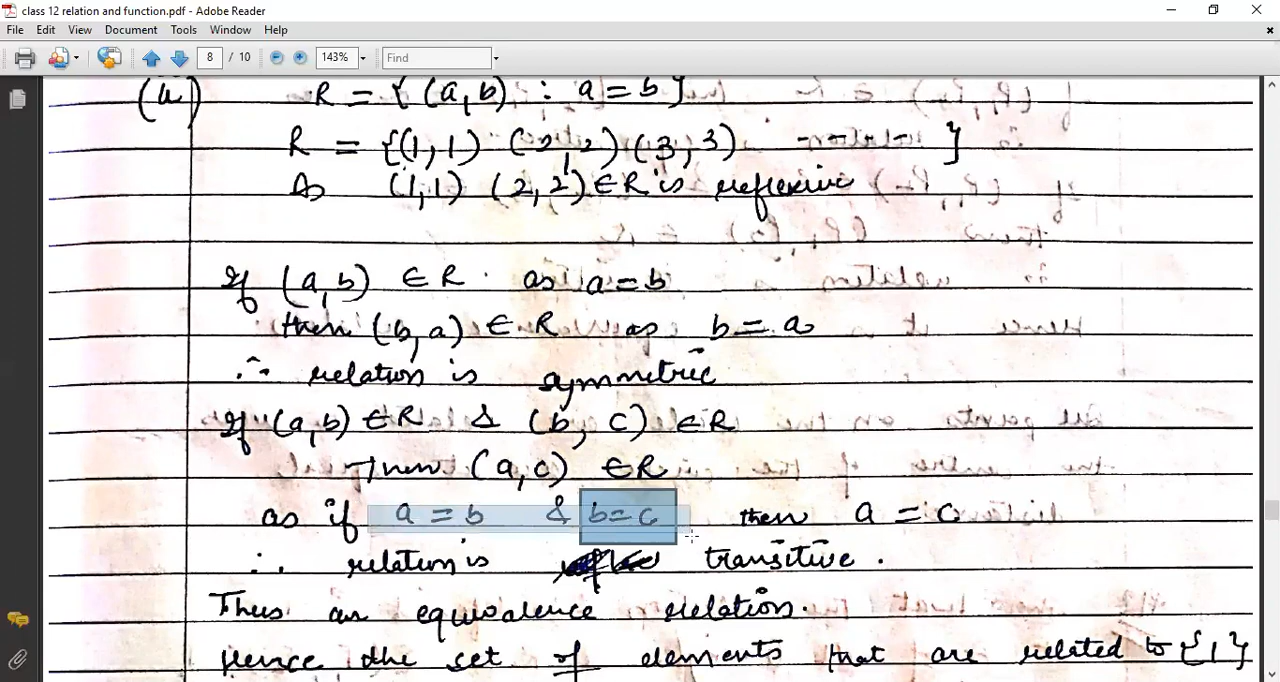 class 12 relation and function.pdf - Adobe Reader
File Edit View Document Tools Window Help
8 / 10 143% Find
(ii) R = { (a, b) : a = b }
R = {(1,1) (2,2) (3,3) }
As (1,1) (2,2) ∈ R is reflexive
If (a,b) ∈ R as a = b
then (b,a) ∈ R as b = a
∴ relation is symmetric
If (a,b) ∈ R & (b, c) ∈ R
Then (a,c) ∈ R
as if a = b & b = c then a = c
∴ relation is transitive.
Thus an equivalence relation.
Hence the set of elements that are related to {1}